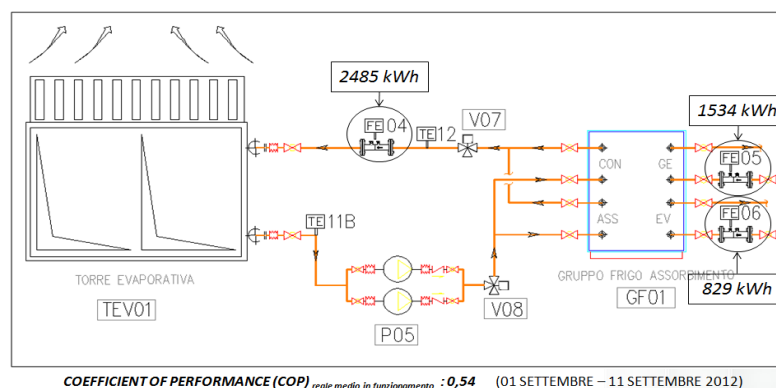 2485 kWh
1534 kWh
FE 04
TE 12
V07
CON
GE
FE 05
ASS
EV
FE 06
TE 11B
TORRE EVAPORATIVA
TEV01
P05
V08
GRUPPO FRIGO ASSORBIMENTO
GF01
829 kWh
COEFFICIENT OF PERFORMANCE (COP) reale medio in funzionamento : 0,54 (01 SETTEMBRE – 11 SETTEMBRE 2012)